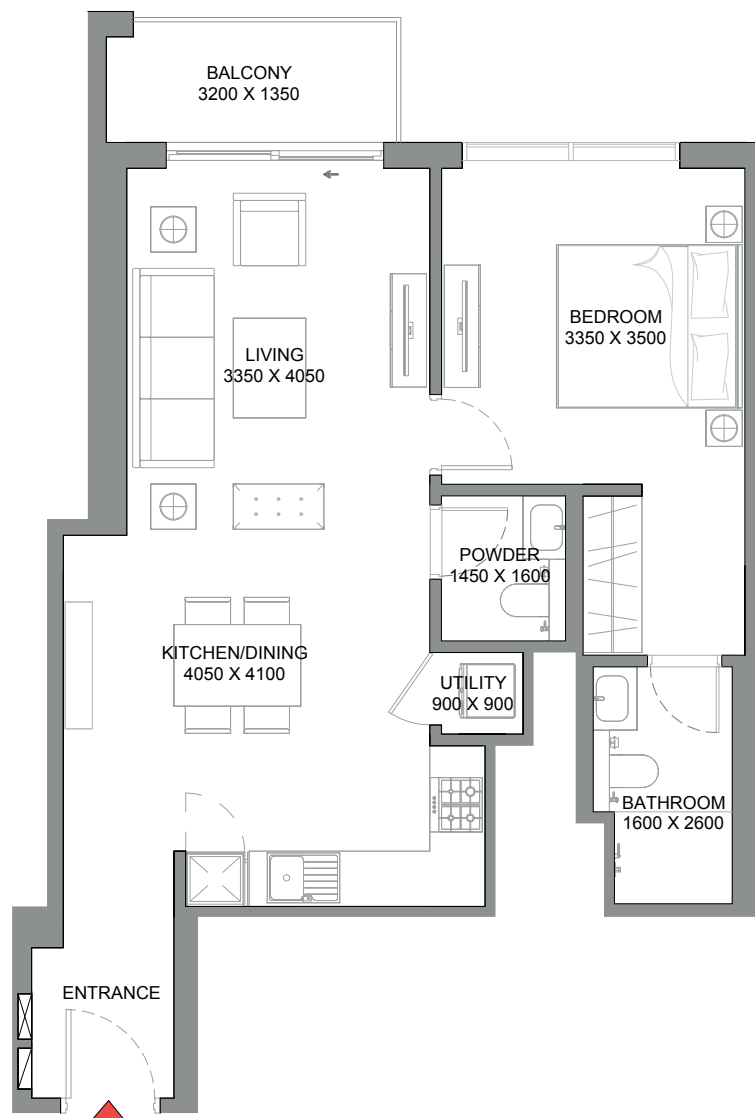 BALCONY
3200 X 1350
LIVING
3350 X 4050
BEDROOM
3350 X 3500
POWDER
1450 X 1600
KITCHEN/DINING
4050 X 4100
UTILITY
900 X 900
BATHROOM
1600 X 2600
ENTRANCE